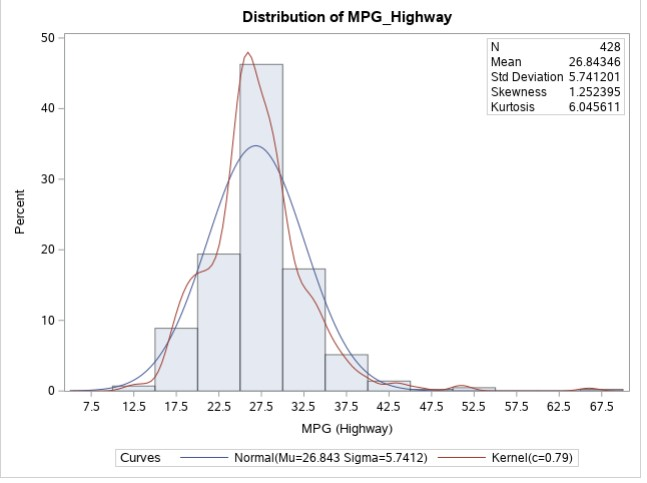 Distribution of MPG_Highway
N 428
Mean 26.84346
Std Deviation 5.741201
Skewness 1.252395
Kurtosis 6.045611
50
40
30
20
10
0
Percent
7.5 12.5 17.5 22.5 27.5 32.5 37.5 42.5 47.5 52.5 57.5 62.5 67.5
MPG (Highway)
Curves Normal(Mu=26.843 Sigma=5.7412) Kernel(c=0.79)